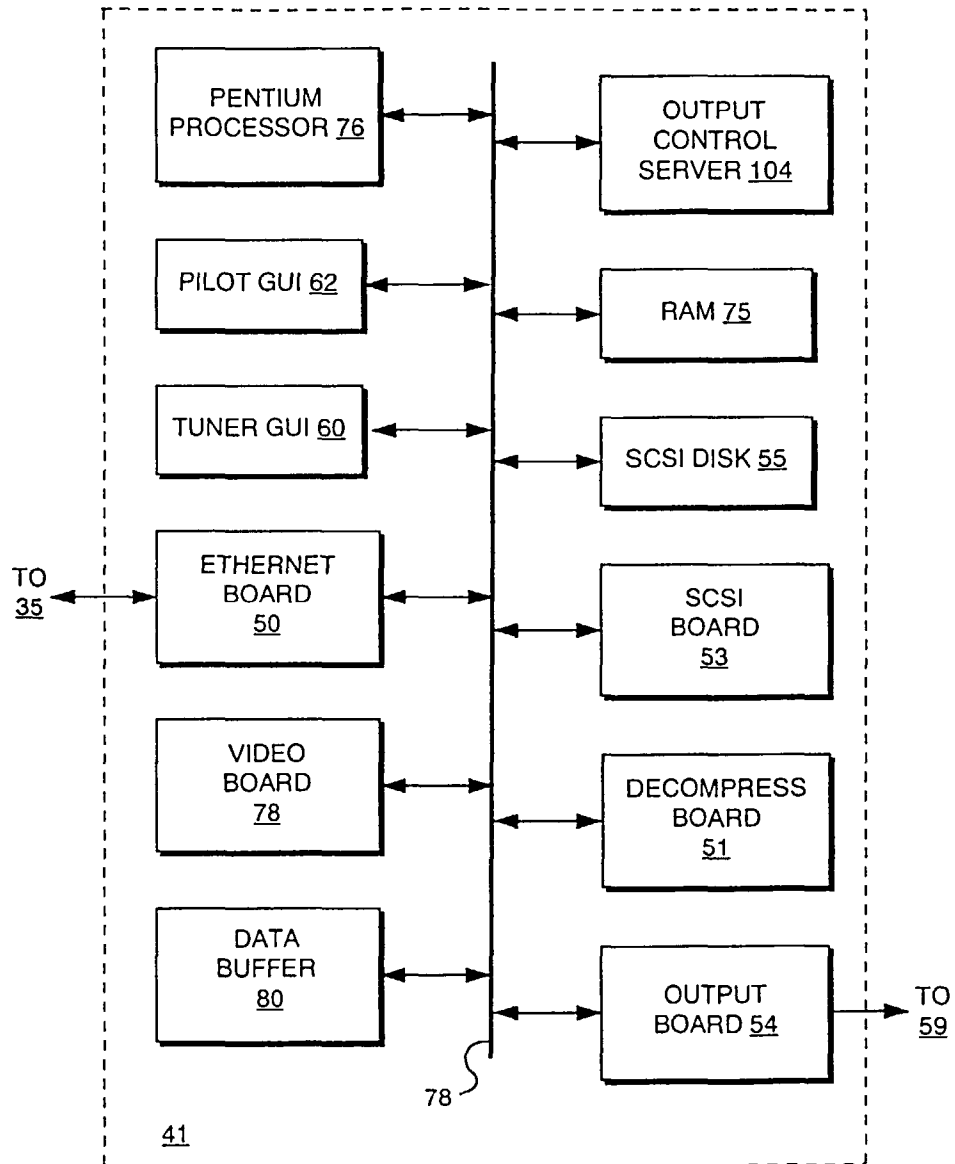 PENTIUM
PROCESSOR 76
PILOT GUI 62
TUNER GUI 60
TO
35
ETHERNET
BOARD
50
VIDEO
BOARD
78
DATA
BUFFER
80
OUTPUT
CONTROL
SERVER 104
RAM 75
SCSI DISK 55
SCSI
BOARD
53
DECOMPRESS
BOARD
51
OUTPUT
BOARD 54
TO
59
78
41